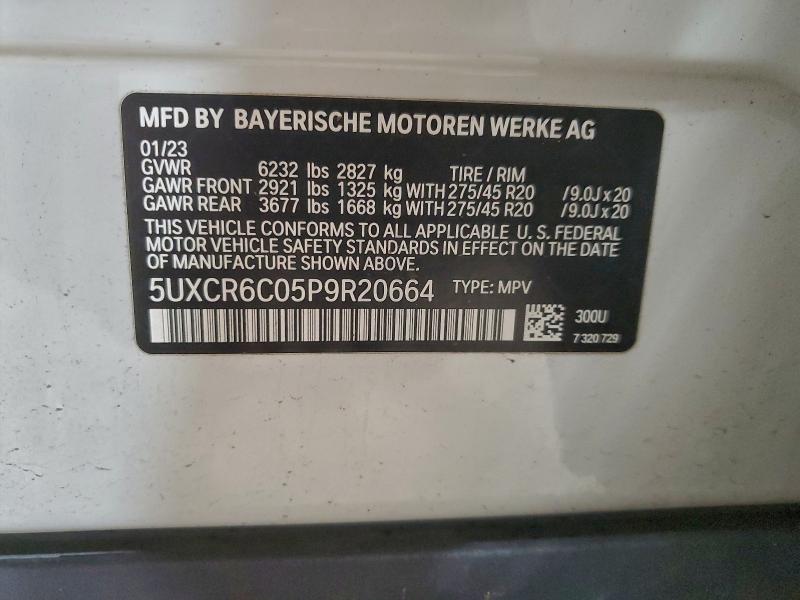 MFD BY BAYERISCHE MOTOREN WERKE AG
01/23
GVWR 6232 lbs 2827 kg TIRE / RIM
GAWR FRONT 2921 lbs 1325 kg WITH 275/45 R20 /9.0J x 20
GAWR REAR 3677 lbs 1668 kg WITH 275/45 R20 /9.0J x 20
THIS VEHICLE CONFORMS TO ALL APPLICABLE U. S. FEDERAL
MOTOR VEHICLE SAFETY STANDARDS IN EFFECT ON THE DATE
OF MANUFACTURE SHOWN ABOVE.
5UXCR6C05P9R20664 TYPE: MPV
300U
7 320 729